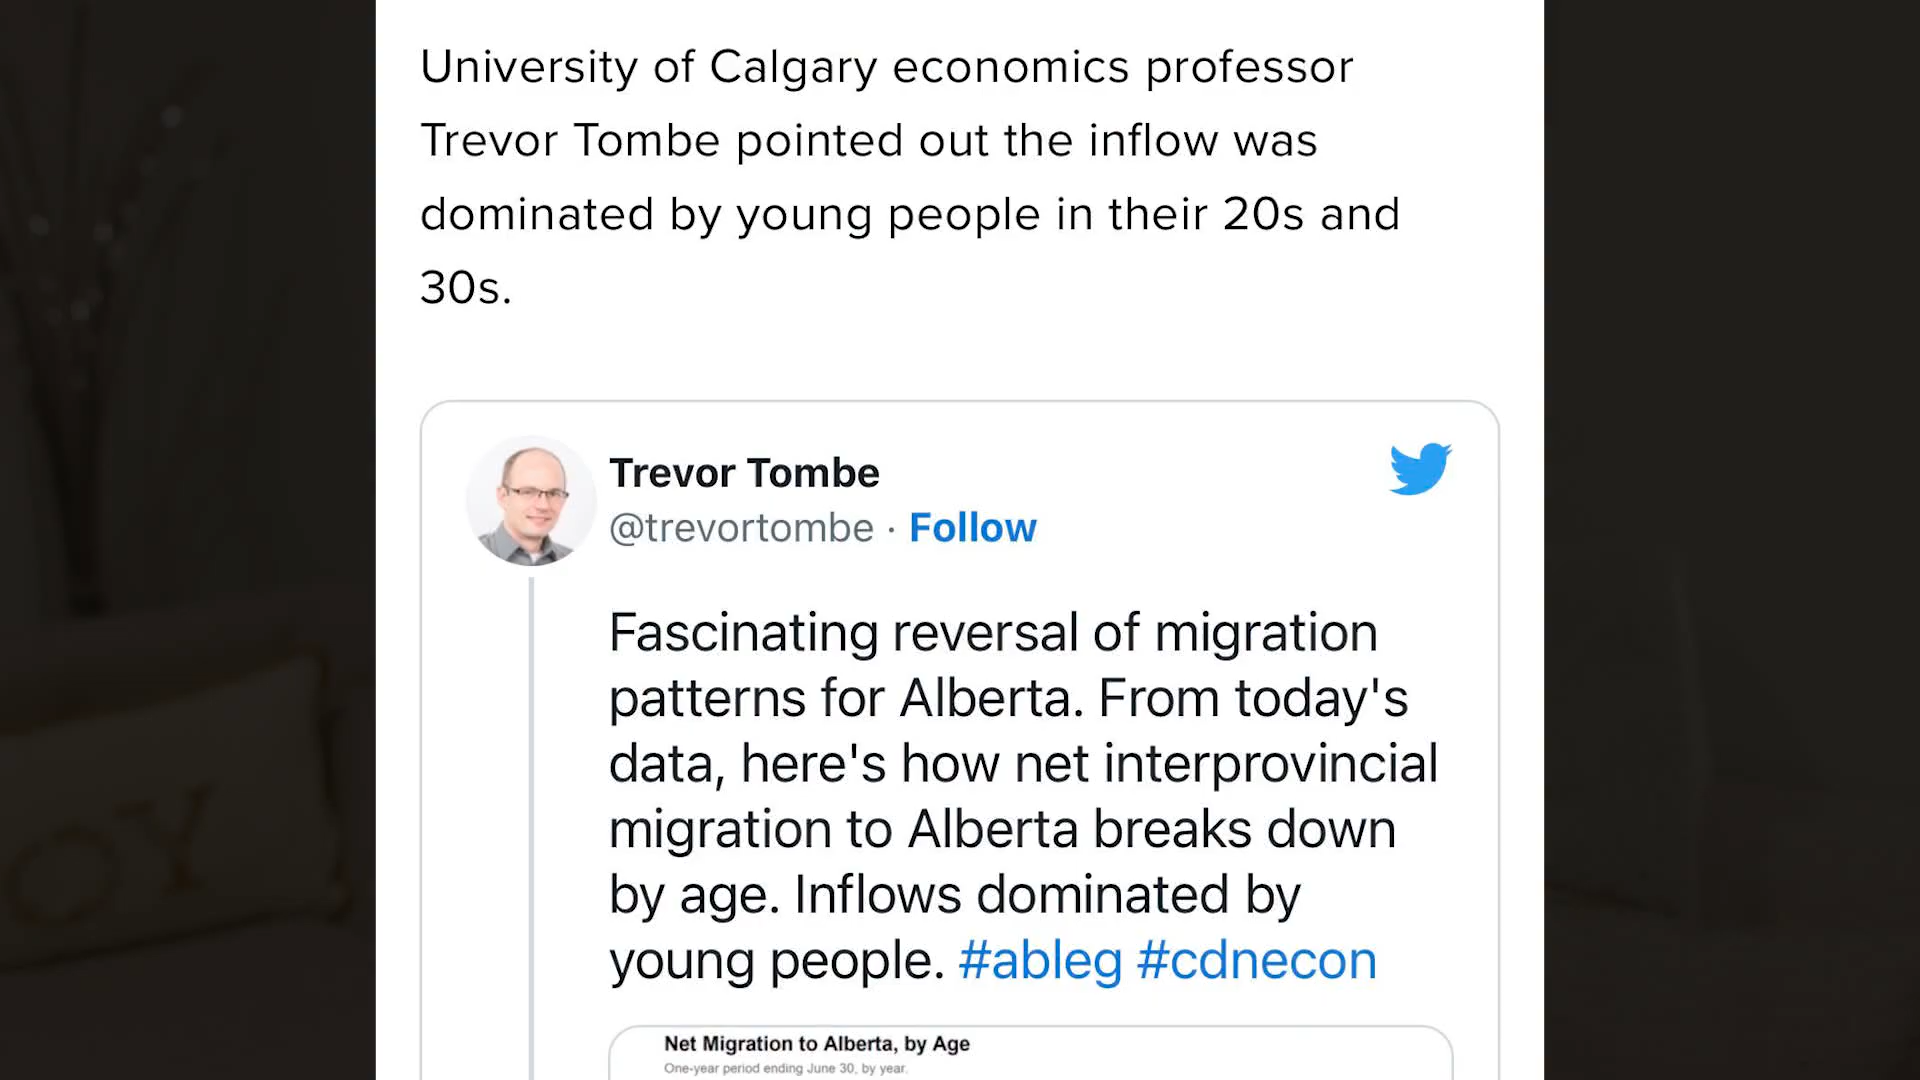 University of Calgary economics professor
Trevor Tombe pointed out the inflow was
dominated by young people in their 20s and
30s.
Trevor Tombe
@trevortombe · Follow
Fascinating reversal of migration
patterns for Alberta. From today's
data, here's how net interprovincial
migration to Alberta breaks down
by age. Inflows dominated by
young people. #ableg #cdnecon
Net Migration to Alberta, by Age
One-year period ending June 30, by year.
OY